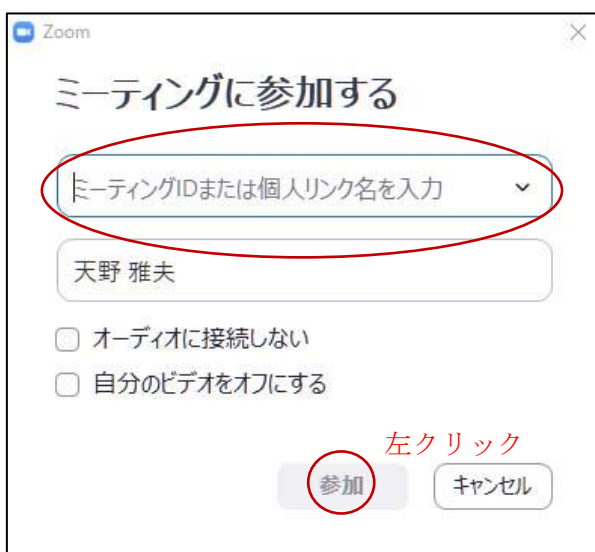 Zoom
ミーティングに参加する
ミーティングIDまたは個人リンク名を入力
天野 雅夫
オーディオに接続しない
自分のビデオをオフにする
左クリック
参加
キャンセル